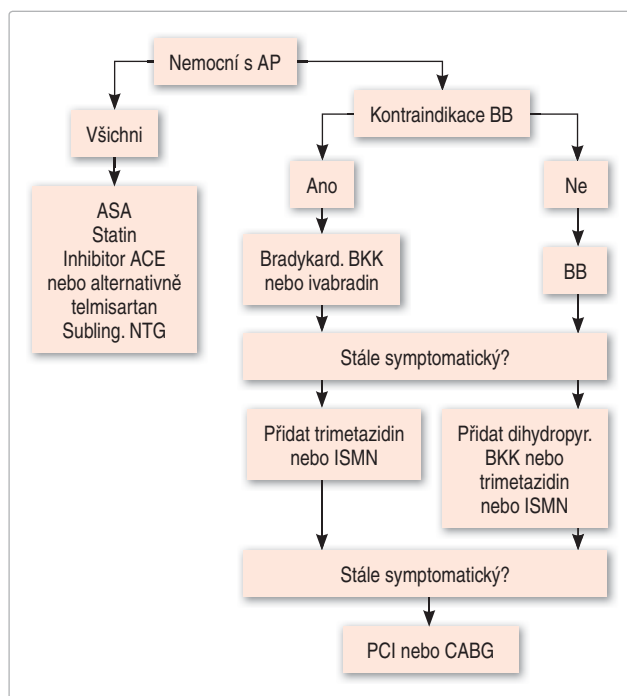 Nemocní s AP
Všichni
ASA
Statin
Inhibitor ACE
nebo alternativně
telmisartan
Subling. NTG
Kontraindikace BB
Ano
Ne
Bradykard. BKK
nebo ivabradin
BB
Stále symptomatický?
Přidat trimetazidin
nebo ISMN
Přidat dihydropyr.
BKK nebo
trimetazidin
nebo ISMN
Stále symptomatický?
PCI nebo CABG